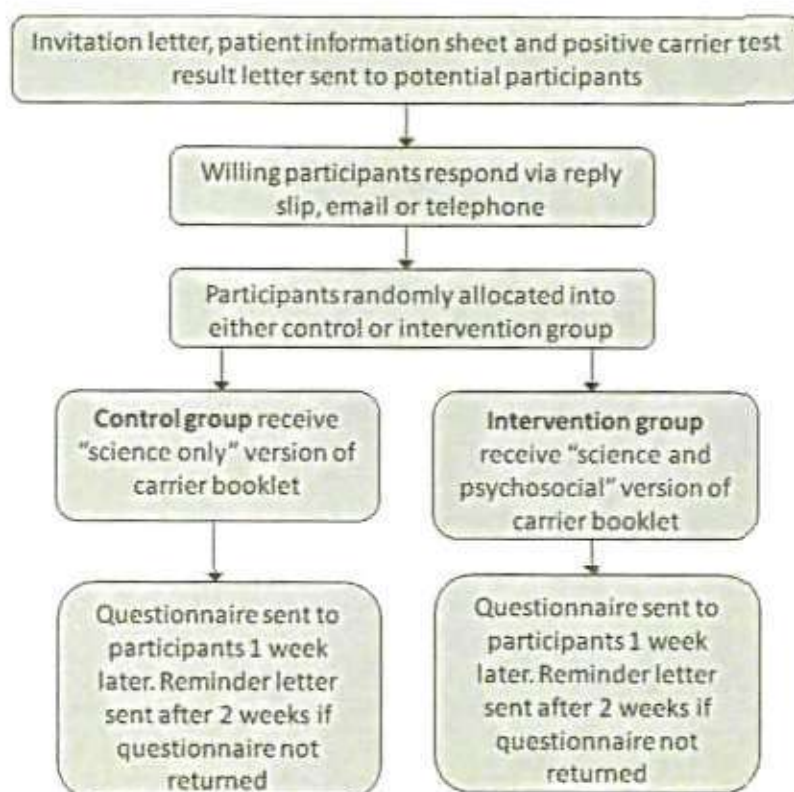 Invitation letter, patient information sheet and positive carrier test
result letter sent to potential participants
Willing participants respond via reply
slip, email or telephone
Participants randomly allocated into
either control or intervention group
Control group receive
"science only" version of
carrier booklet
Intervention group
receive "science and
psychosocial" version of
carrier booklet
Questionnaire sent to
participants 1 week
later. Reminder letter
sent after 2 weeks if
questionnaire not
returned
Questionnaire sent to
participants 1 week
later. Reminder letter
sent after 2 weeks if
questionnaire not
returned